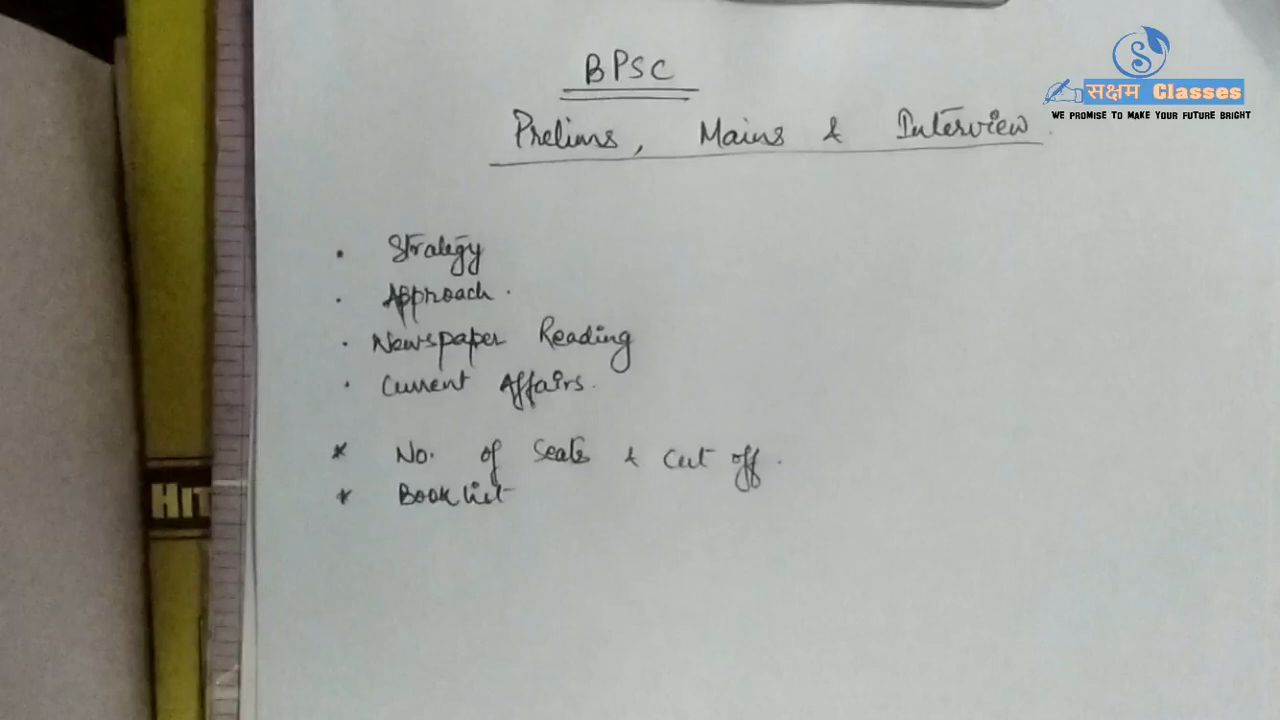 BPSC
Prelims, Mains & Interview.
सक्षम Classes
WE PROMISE TO MAKE YOUR FUTURE BRIGHT
• Strategy
• Approach.
• Newspaper Reading
• Current Affairs.
* No. of Seats & Cut off.
* Book list
HIT